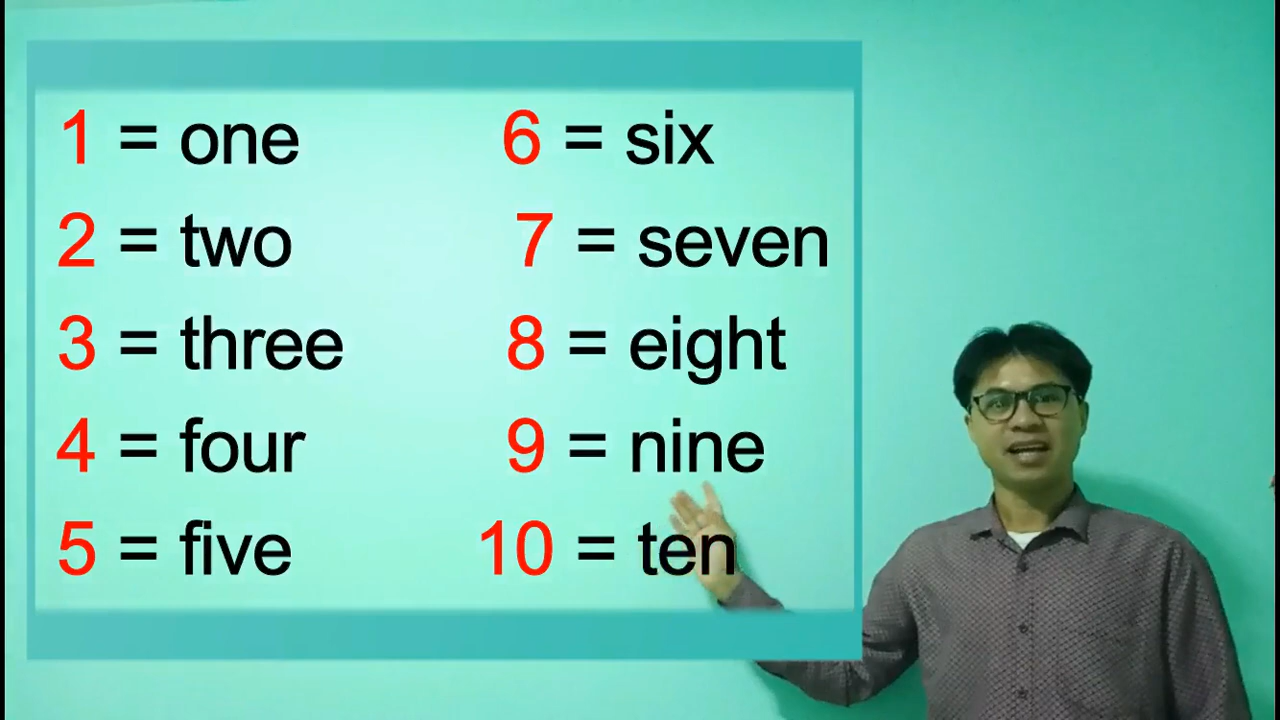 1 = one
2 = two
3 = three
4 = four
5 = five
6 = six
7 = seven
8 = eight
9 = nine
10 = ten